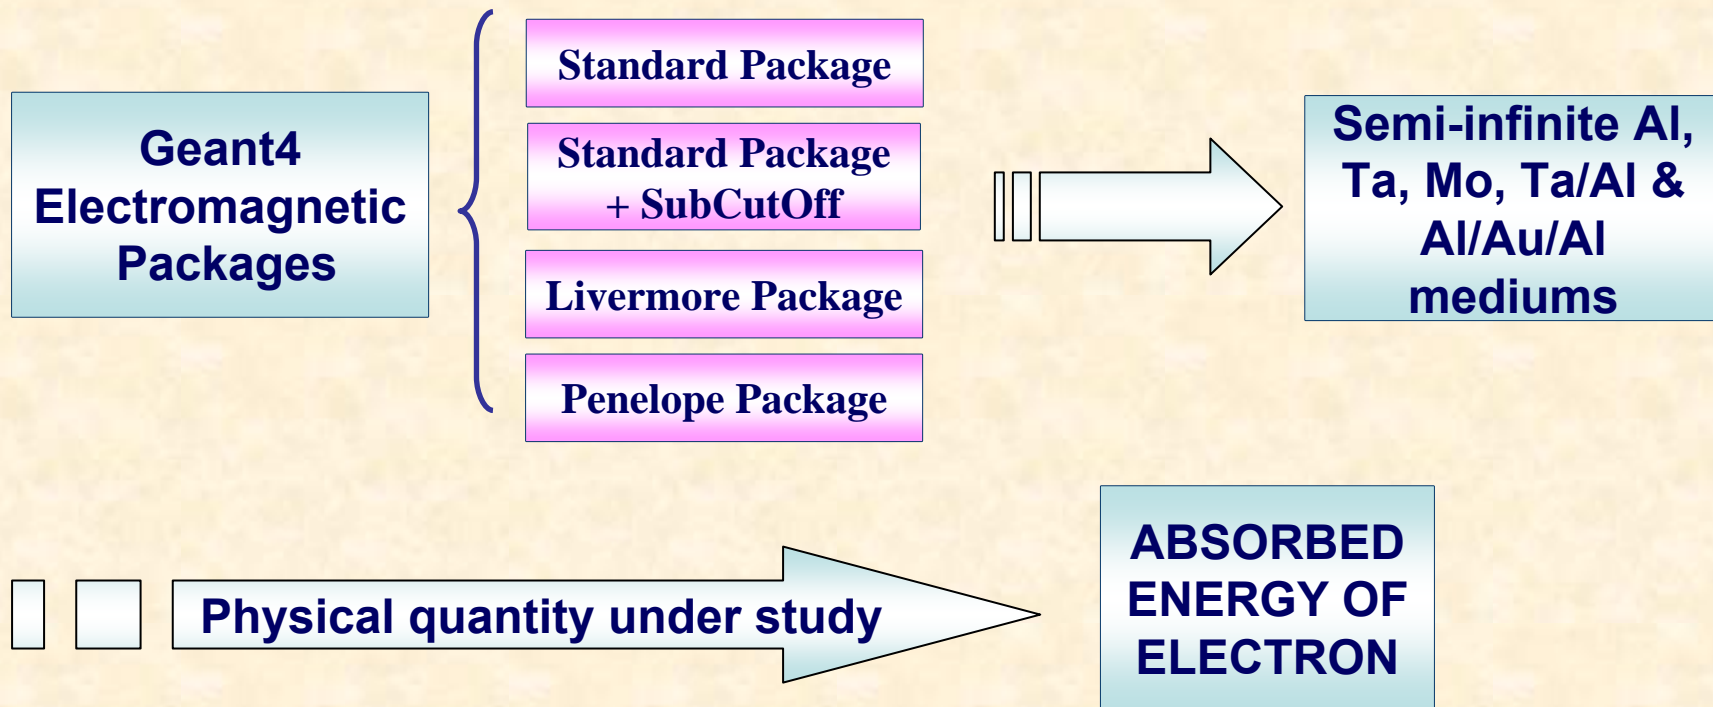 Geant4
Electromagnetic
Packages
Standard Package
Standard Package
+ SubCutOff
Livermore Package
Penelope Package
Semi-infinite Al,
Ta, Mo, Ta/Al &
Al/Au/Al
mediums
Physical quantity under study
ABSORBED
ENERGY OF
ELECTRON